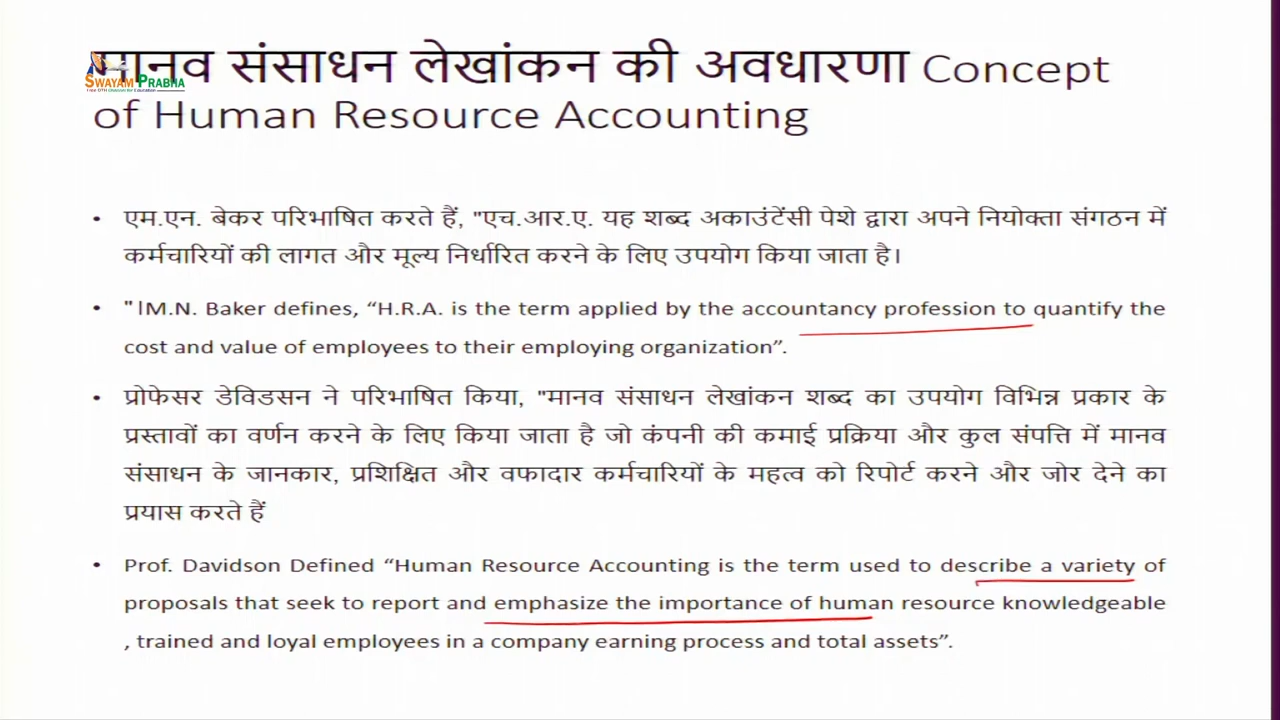 मानव संसाधन लेखांकन की अवधारणा Concept
of Human Resource Accounting
SWAYAM PRABHA
• एम.एन. बेकर परिभाषित करते हैं, "एच.आर.ए. यह शब्द अकाउंटेंसी पेशे द्वारा अपने नियोक्ता संगठन में
कर्मचारियों की लागत और मूल्य निर्धारित करने के लिए उपयोग किया जाता है।
• "।M.N. Baker defines, “H.R.A. is the term applied by the accountancy profession to quantify the
cost and value of employees to their employing organization”.
• प्रोफेसर डेविडसन ने परिभाषित किया, "मानव संसाधन लेखांकन शब्द का उपयोग विभिन्न प्रकार के
प्रस्तावों का वर्णन करने के लिए किया जाता है जो कंपनी की कमाई प्रक्रिया और कुल संपत्ति में मानव
संसाधन के जानकार, प्रशिक्षित और वफादार कर्मचारियों के महत्व को रिपोर्ट करने और जोर देने का
प्रयास करते हैं
• Prof. Davidson Defined “Human Resource Accounting is the term used to describe a variety of
proposals that seek to report and emphasize the importance of human resource knowledgeable
, trained and loyal employees in a company earning process and total assets”.